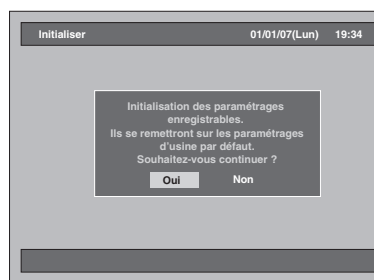 Initialiser 01/01/07(Lun) 19:34
Initialisation des paramétrages
enregistrables.
Ils se remettront sur les paramétrages
d'usine par défaut.
Souhaitez-vous continuer ?
Oui Non